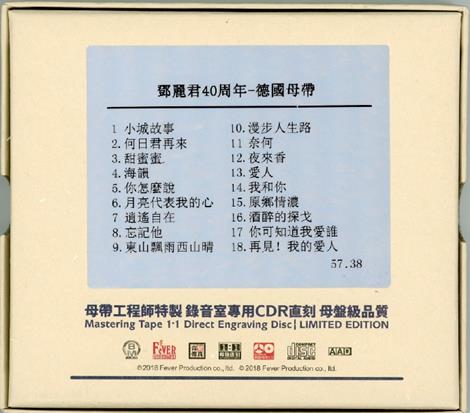 鄧麗君40周年-德國母帶
1 小城故事
2.何日君再來
3.甜蜜蜜
4.海韻
5.你怎麼說
6.月亮代表我的心
7 逍遙自在
8.忘記他
9.東山飄雨西山晴
10.漫步人生路
11 奈何
12.夜來香
13.愛人
14.我和你
15.原鄉情濃
16.酒醉的探戈
17 你可知道我愛誰
18.再見!我的愛人
57.38
母帶工程師特製 錄音室專用CDR直刻 母盤級品質
Mastering Tape 1:1 Direct Engraving Disc| LIMITED EDITION
FEVER
COMPACT
disc
DIGITAL AUDIO
AAD
©2018 Fever Production co., ltd. ©2018 Fever Production co., ltd.